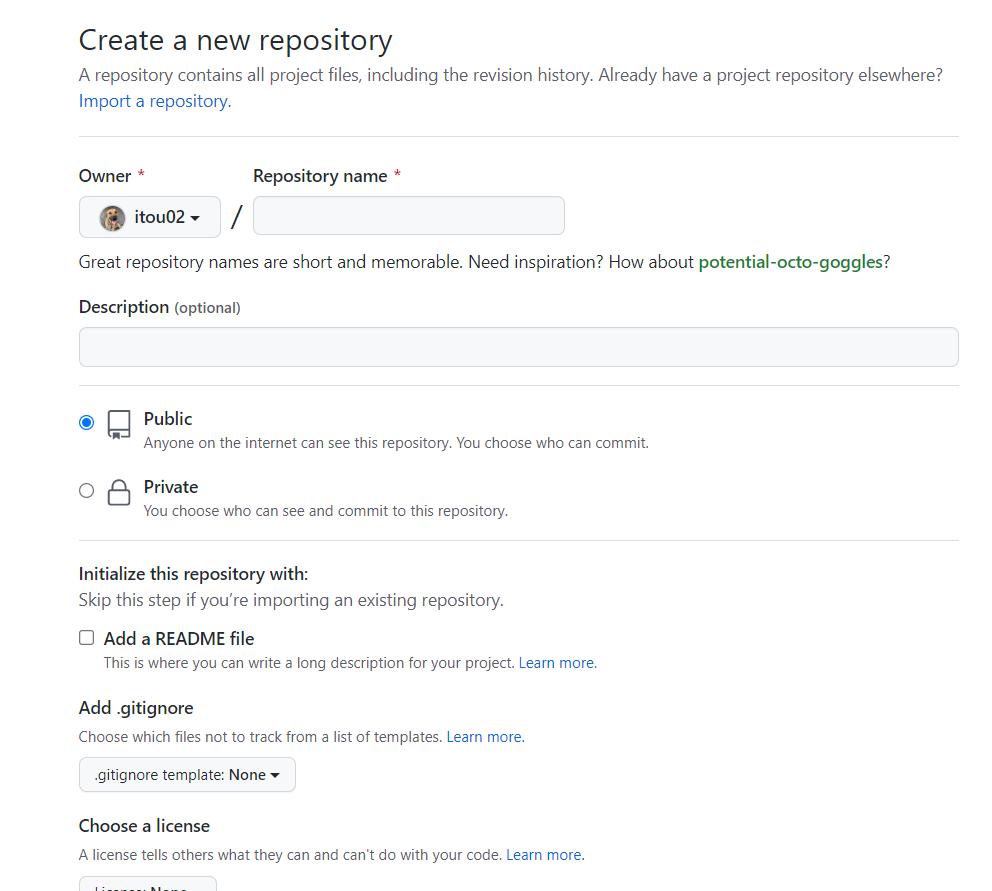 Create a new repository
A repository contains all project files, including the revision history. Already have a project repository elsewhere?
Import a repository.
Owner * Repository name *
itou02 /
Great repository names are short and memorable. Need inspiration? How about potential-octo-goggles?
Description (optional)
Public
Anyone on the internet can see this repository. You choose who can commit.
Private
You choose who can see and commit to this repository.
Initialize this repository with:
Skip this step if you're importing an existing repository.
Add a README file
This is where you can write a long description for your project. Learn more.
Add .gitignore
Choose which files not to track from a list of templates. Learn more.
.gitignore template: None
Choose a license
A license tells others what they can and can't do with your code. Learn more.
License: None